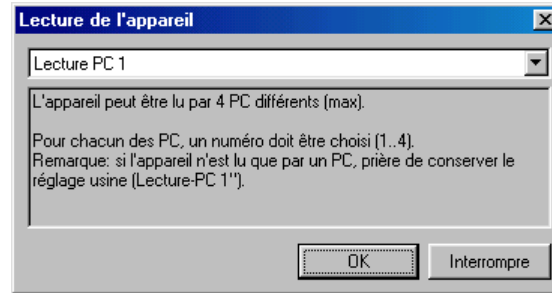 Lecture de l'appareil
Lecture PC 1
L'appareil peut être lu par 4 PC différents (max).
Pour chacun des PC, un numéro doit être choisi (1..4).
Remarque: si l'appareil n'est lu que par un PC, prière de conserver le
réglage usine (Lecture-PC 1").
OK
Interrompre